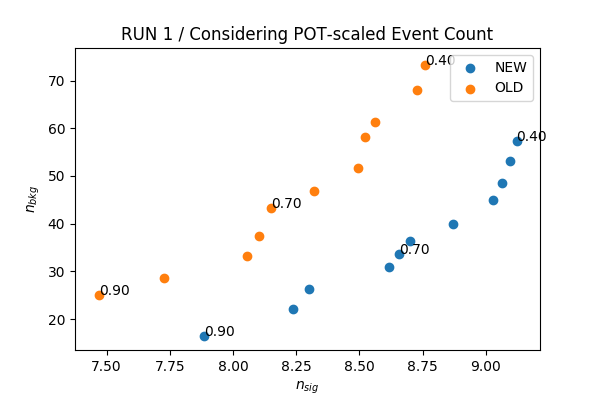 RUN 1 / Considering POT-scaled Event Count
0.40
NEW
OLD
70
60
0.40
50
n_bkg
0.70
40
0.70
30
0.90
20
0.90
7.50 7.75 8.00 8.25 8.50 8.75 9.00
n_sig